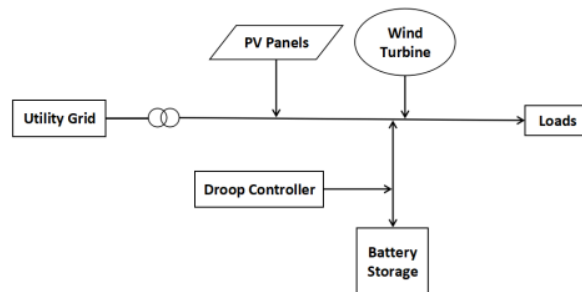 PV Panels
Wind
Turbine
Utility Grid
Loads
Droop Controller
Battery
Storage